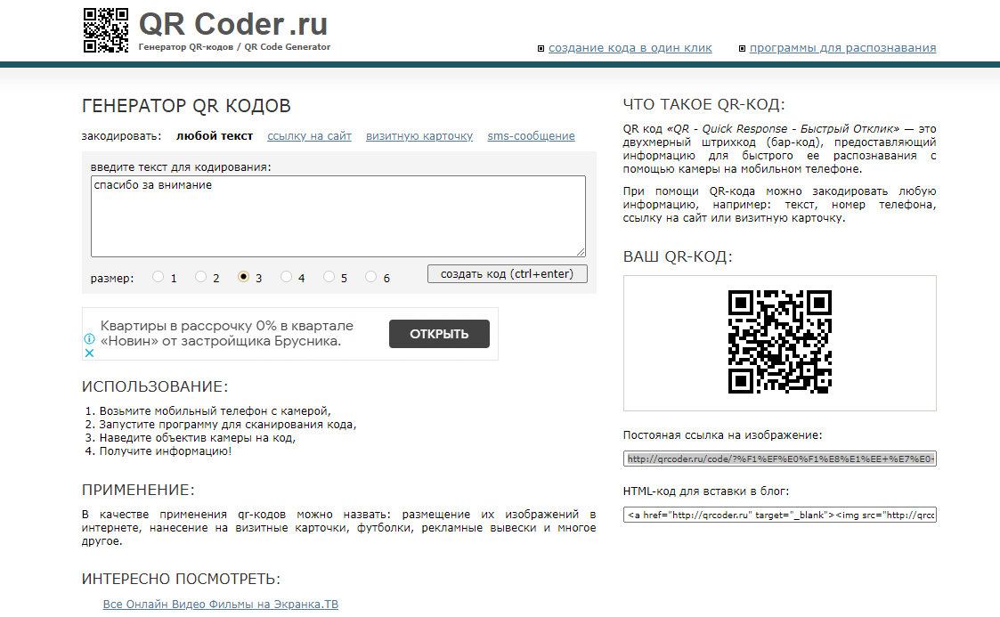 QR Coder.ru
Генератор QR-кодов / QR Code Generator
создание кода в один клик
программы для распознавания
ГЕНЕРАТОР QR КОДОВ
закодировать: любой текст ссылку на сайт визитную карточку sms-сообщение
введите текст для кодирования:
спасибо за внимание
размер: 1 2 3 4 5 6 создать код (ctrl+enter)
Квартиры в рассрочку 0% в квартале
«Новин» от застройщика Брусника.
ОТКРЫТЬ
ИСПОЛЬЗОВАНИЕ:
1. Возьмите мобильный телефон с камерой,
2. Запустите программу для сканирования кода,
3. Наведите объектив камеры на код,
4. Получите информацию!
ПРИМЕНЕНИЕ:
В качестве применения qr-кодов можно назвать: размещение их изображений в
интернете, нанесение на визитные карточки, футболки, рекламные вывески и многое
другое.
ИНТЕРЕСНО ПОСМОТРЕТЬ:
Все Онлайн Видео Фильмы на Экранка.ТВ
ЧТО ТАКОЕ QR-КОД:
QR код «QR - Quick Response - Быстрый Отклик» — это
двухмерный штрихкод (бар-код), предоставляющий
информацию для быстрого ее распознавания с
помощью камеры на мобильном телефоне.
При помощи QR-кода можно закодировать любую
информацию, например: текст, номер телефона,
ссылку на сайт или визитную карточку.
ВАШ QR-КОД:
Постояная ссылка на изображение:
http://qrcoder.ru/code/?%F1%EF%E0%F1%E8%E1%EE+%E7%E0-
HTML-код для вставки в блог:
<a href="http://qrcoder.ru" target="_blank"><img src="http://qrcc